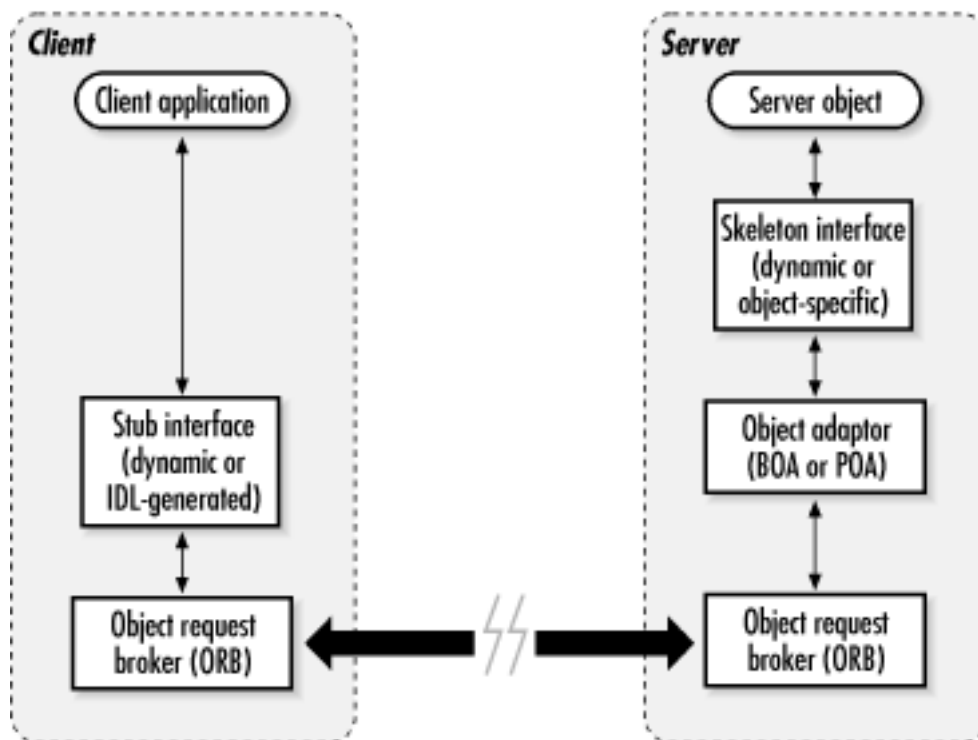 Client
Client application
Stub interface
(dynamic or
IDL-generated)
Object request
broker (ORB)
Server
Server object
Skeleton interface
(dynamic or
object-specific)
Object adaptor
(BOA or POA)
Object request
broker (ORB)